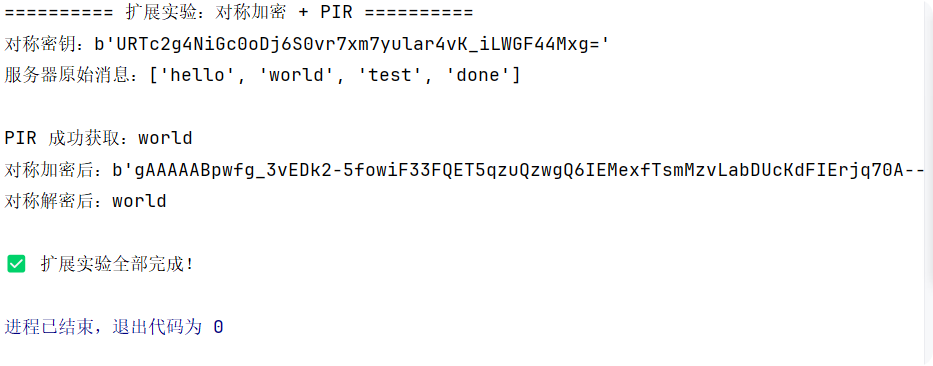 ========== 扩展实验：对称加密 + PIR ==========
对称密钥：b'URTc2g4NiGc0oDj6S0vr7xm7yular4vK_iLWGF44Mxg='
服务器原始消息：['hello', 'world', 'test', 'done']
PIR 成功获取：world
对称加密后：b'gAAAAABpwfg_3vEDk2-5fowiF33FQET5qzuQzwgQ6IEMexfTsmMzvLabDUcKdFIErjq70A--
对称解密后：world
✅ 扩展实验全部完成！
进程已结束，退出代码为 0